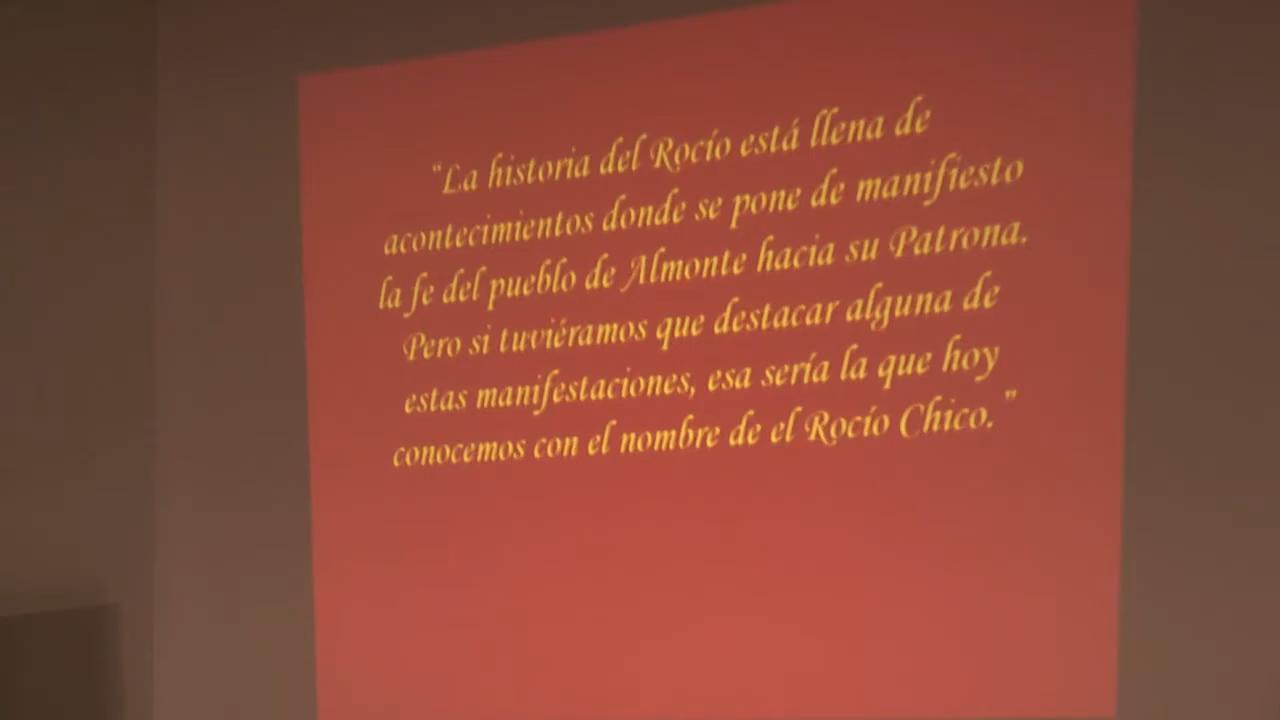 “La historia del Rocío está llena de
acontecimientos donde se pone de manifiesto
la fe del pueblo de Almonte hacia su Patrona.
Pero si tuviéramos que destacar alguna de
estas manifestaciones, esa sería la que hoy
conocemos con el nombre de el Rocío Chico.”